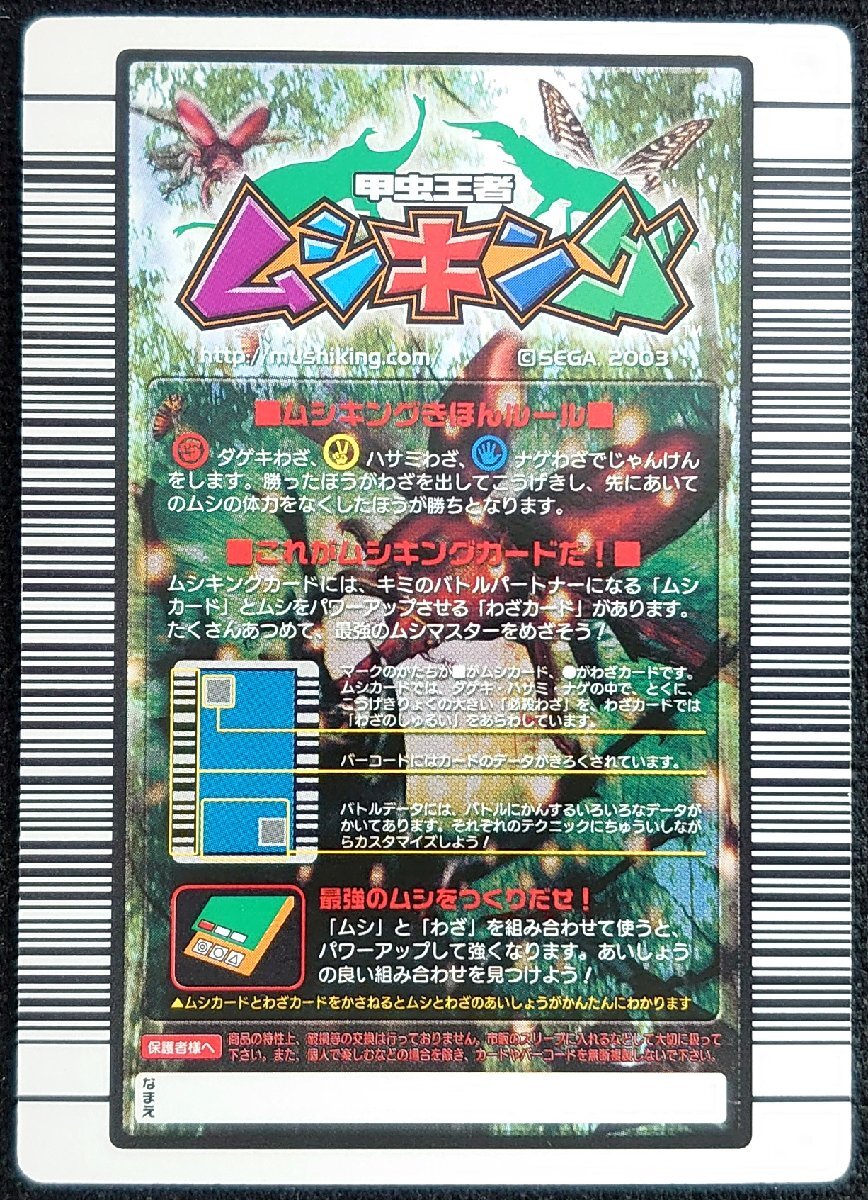 甲虫王者
ムシキング
TM
http://mushiking.com/
©SEGA, 2003
■ムシキングきほんルール■
ダゲキわざ、ハサミわざ、ナゲわざでじゃんけん
をします。勝ったほうがわざを出してこうげきし、先にあいて
のムシの体力をなくしたほうが勝ちとなります。
■これがムシキングカードだ！■
ムシキングカードには、キミのバトルパートナーになる「ムシ
カード」とムシをパワーアップさせる「わざカード」があります。
たくさんあつめて、最強のムシマスターをめざそう！
マークのかたちが■がムシカード、●がわざカードです。
ムシカードでは、ダゲキ・ハサミ・ナゲの中で、とくに、
こうげきりょくの大きい「必殺わざ」を、わざカードでは
「わざのしゅるい」をあらわしています。
バーコードにはカードのデータがきろくされています。
バトルデータには、バトルにかんするいろいろなデータが
かいてあります。それぞれのテクニックにちゅういしなが
らカスタマイズしよう！
最強のムシをつくりだせ！
「ムシ」と「わざ」を組み合わせて使うと、
パワーアップして強くなります。あいしょう
の良い組み合わせを見つけよう！
▲ムシカードとわざカードをかさねるとムシとわざのあいしょうがかんたんにわかります
保護者様へ
商品の特性上、破損等の交換は行っておりません。市販のスリーブに入れるなどして大切に扱って
下さい。また、個人で楽しむなどの場合を除き、カードやバーコードを無断複製しないで下さい。
なまえ